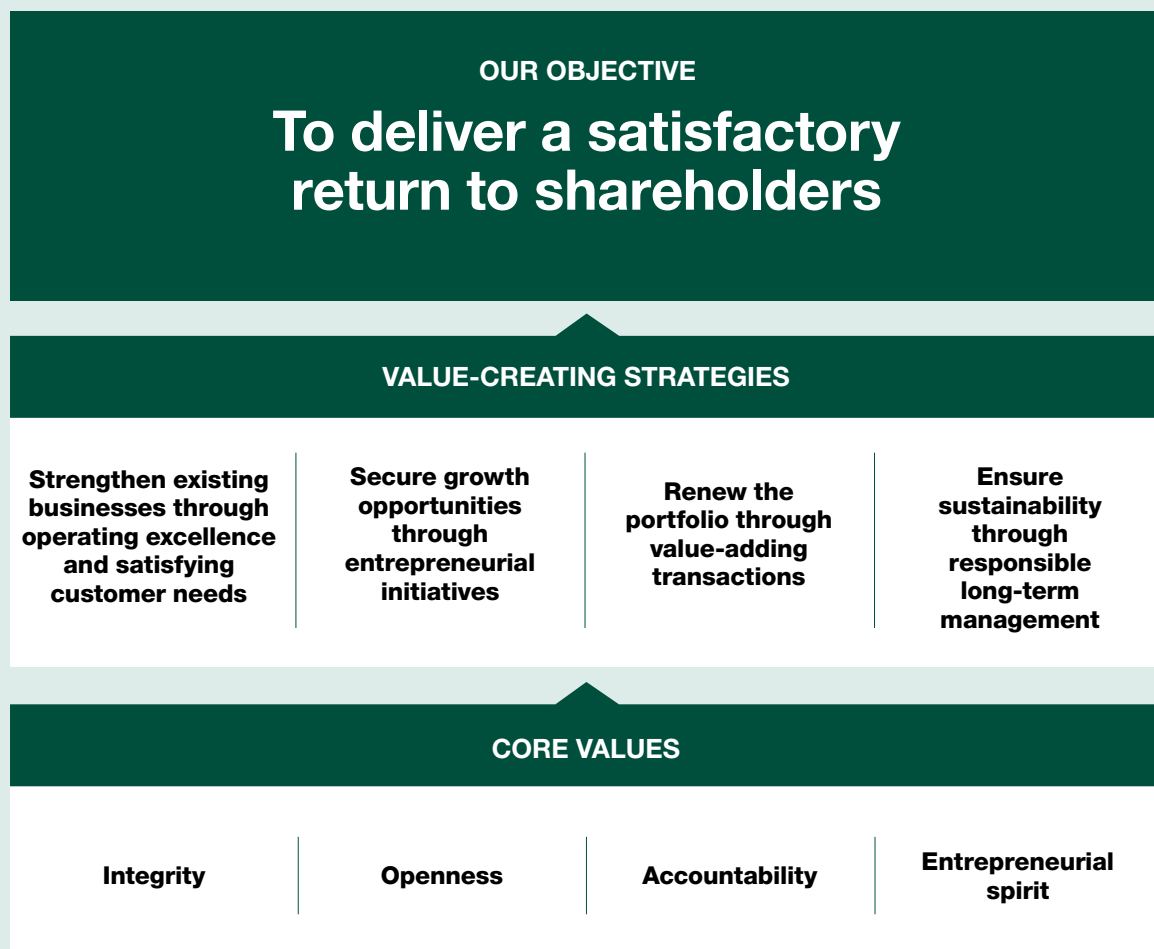 OUR OBJECTIVE
To deliver a satisfactory
return to shareholders
VALUE-CREATING STRATEGIES
Strengthen existing
businesses through
operating excellence
and satisfying
customer needs
Secure growth
opportunities
through
entrepreneurial
initiatives
Renew the
portfolio through
value-adding
transactions
Ensure
sustainability
through
responsible
long-term
management
CORE VALUES
Integrity
Openness
Accountability
Entrepreneurial
spirit